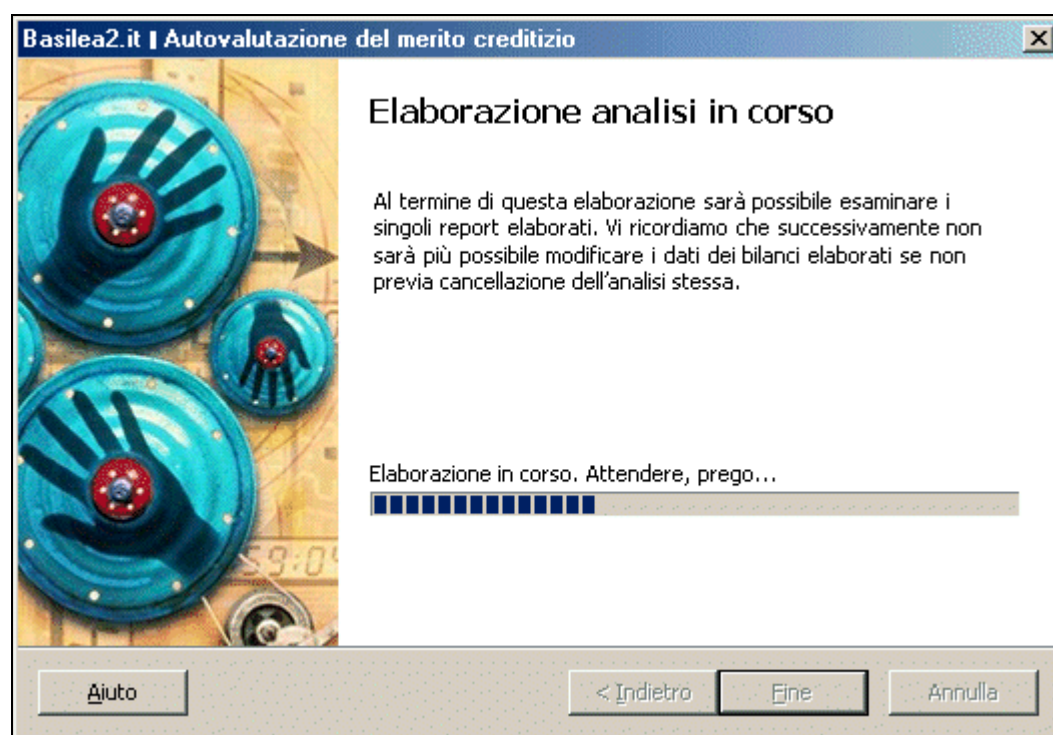 Basilea2.it | Autovalutazione del merito creditizio
Elaborazione analisi in corso
Al termine di questa elaborazione sarà possibile esaminare i
singoli report elaborati. Vi ricordiamo che successivamente non
sarà più possibile modificare i dati dei bilanci elaborati se non
previa cancellazione dell'analisi stessa.
Elaborazione in corso. Attendere, prego...
59:04
Aiuto
< Indietro
Fine
Annulla